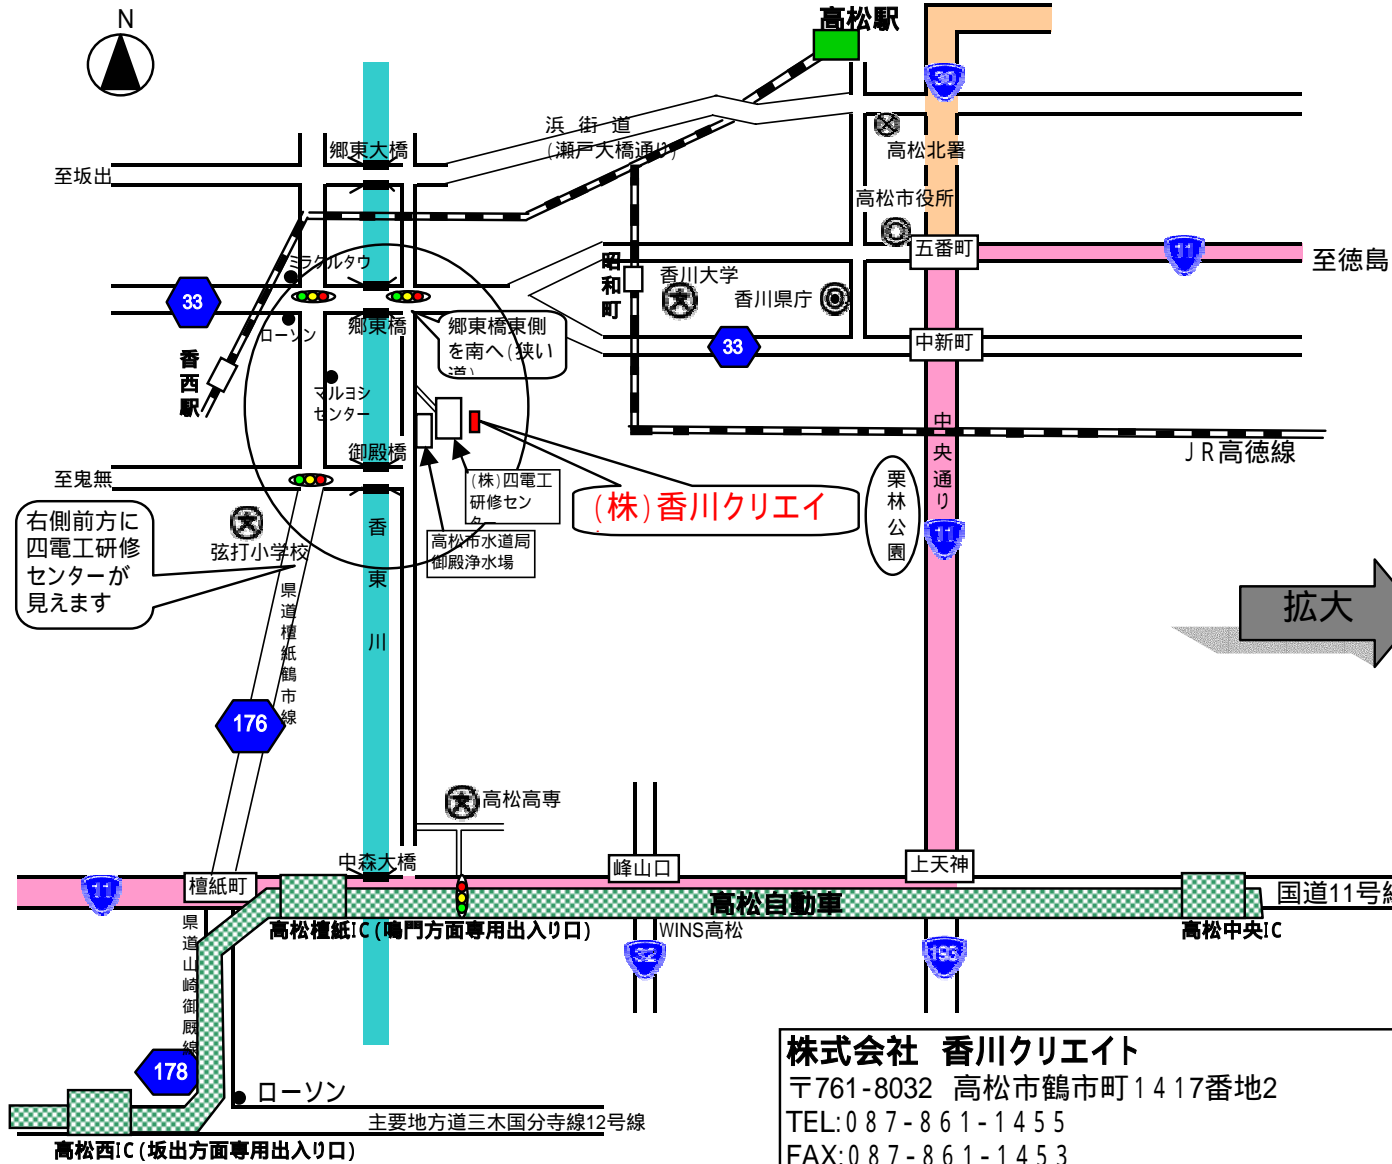 N
高松駅
30
浜街道
(瀬戸大橋通り)
郷東大橋
至坂出
高松北署
高松市役所
五番町
11
至徳島
ミラクルタウ
昭和町
香川大学
香川県庁
33
郷東橋
ローソン
郷東橋東側
を南へ(狭い
道)
33
中新町
香西駅
マルヨシ
センター
中央通り
御殿橋
JR高徳線
至鬼無
(株)四電工
研修セン
(株)香川クリエイ
栗林公園
11
右側前方に
四電工研修
センターが
見えます
弦打小学校
高松市水道局
御殿浄水場
香東川
県道檀紙鶴市線
拡大
176
高松高専
中森大橋
峰山口
上天神
11
檀紙町
高松自動車
国道11号線
高松檀紙IC(鳴門方面専用出入り口)
WINS高松
高松中央IC
32
193
県道山崎御厩線
178
ローソン
主要地方道三木国分寺線12号線
高松西IC(坂出方面専用出入り口)
株式会社 香川クリエイト
〒761-8032 高松市鶴市町1417番地2
TEL:087-861-1455
FAX:087-861-1453